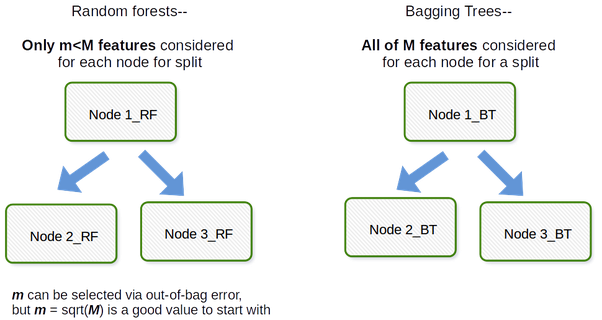 Random forests--
Only m<M features considered
for each node for split
Node 1_RF
Node 2_RF
Node 3_RF
m can be selected via out-of-bag error,
but m = sqrt(M) is a good value to start with
Bagging Trees--
All of M features considered
for each node for a split
Node 1_BT
Node 2_BT
Node 3_BT